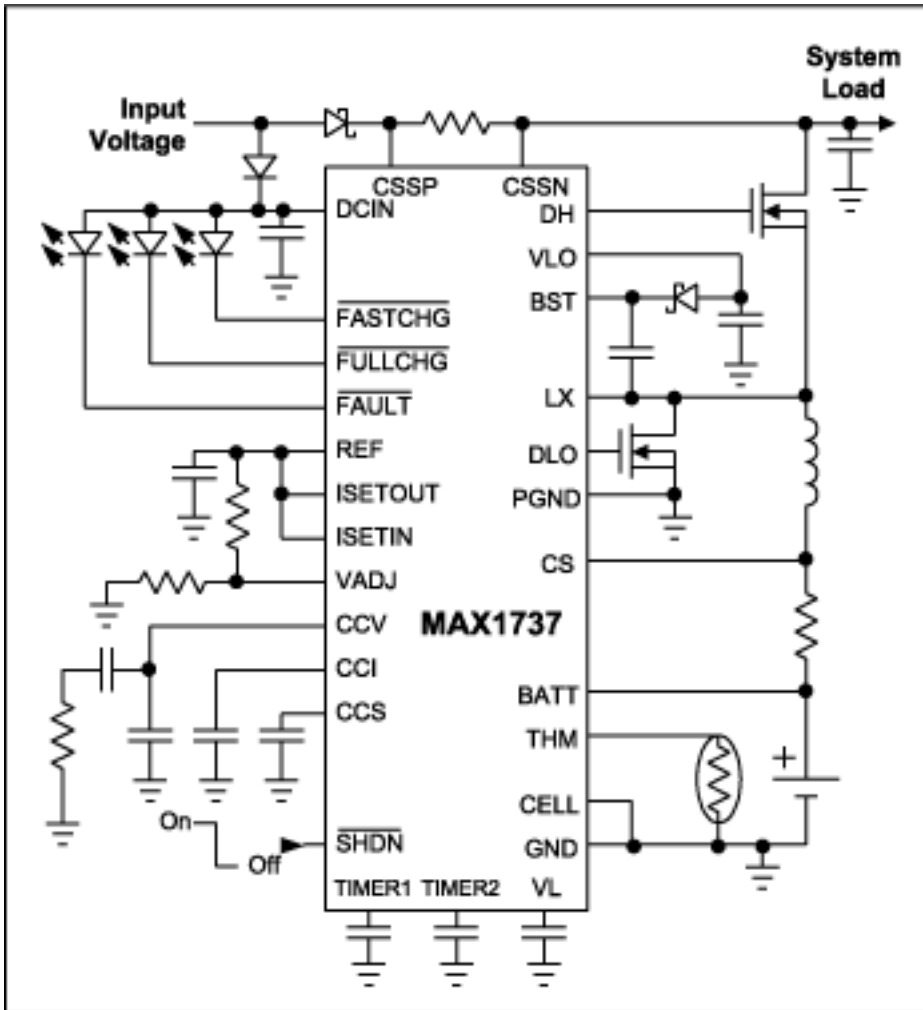 System
Load
Input
Voltage
CSSP
CSSN
DCIN
DH
VLO
BST
FASTCHG
FULLCHG
FAULT
LX
REF
DLO
ISETOUT
PGND
ISETIN
CS
VADJ
CCV
MAX1737
CCI
BATT
CCS
THM
+
CELL
On
Off
SHDN
GND
TIMER1
TIMER2
VL